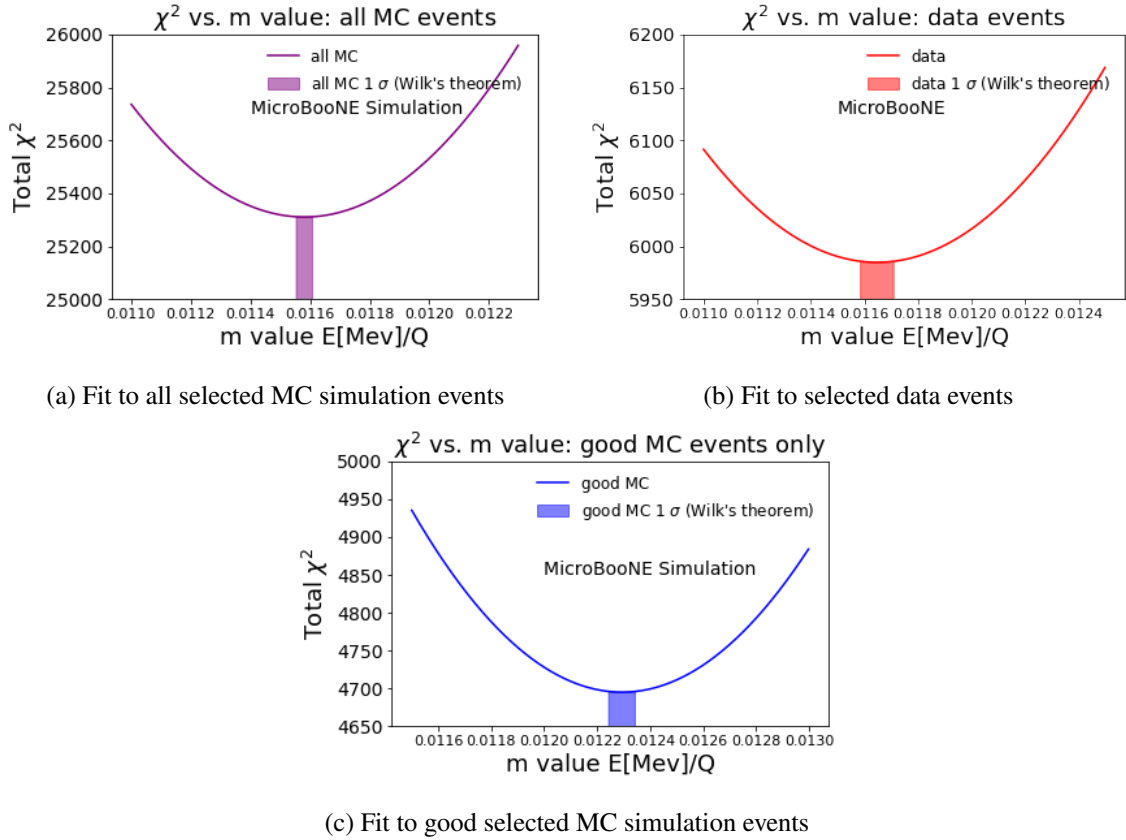 χ² vs. m value: all MC events
26000
25800
25600
25400
25200
25000
Total χ²
all MC
all MC 1 σ (Wilk's theorem)
MicroBooNE Simulation
0.0110 0.0112 0.0114 0.0116 0.0118 0.0120 0.0122
m value E[Mev]/Q
(a) Fit to all selected MC simulation events
χ² vs. m value: data events
6200
6150
6100
6050
6000
5950
Total χ²
data
data 1 σ (Wilk's theorem)
MicroBooNE
0.0110 0.0112 0.0114 0.0116 0.0118 0.0120 0.0122 0.0124
m value E[Mev]/Q
(b) Fit to selected data events
χ² vs. m value: good MC events only
5000
4950
4900
4850
4800
4750
4700
4650
Total χ²
good MC
good MC 1 σ (Wilk's theorem)
MicroBooNE Simulation
0.0116 0.0118 0.0120 0.0122 0.0124 0.0126 0.0128 0.0130
m value E[Mev]/Q
(c) Fit to good selected MC simulation events